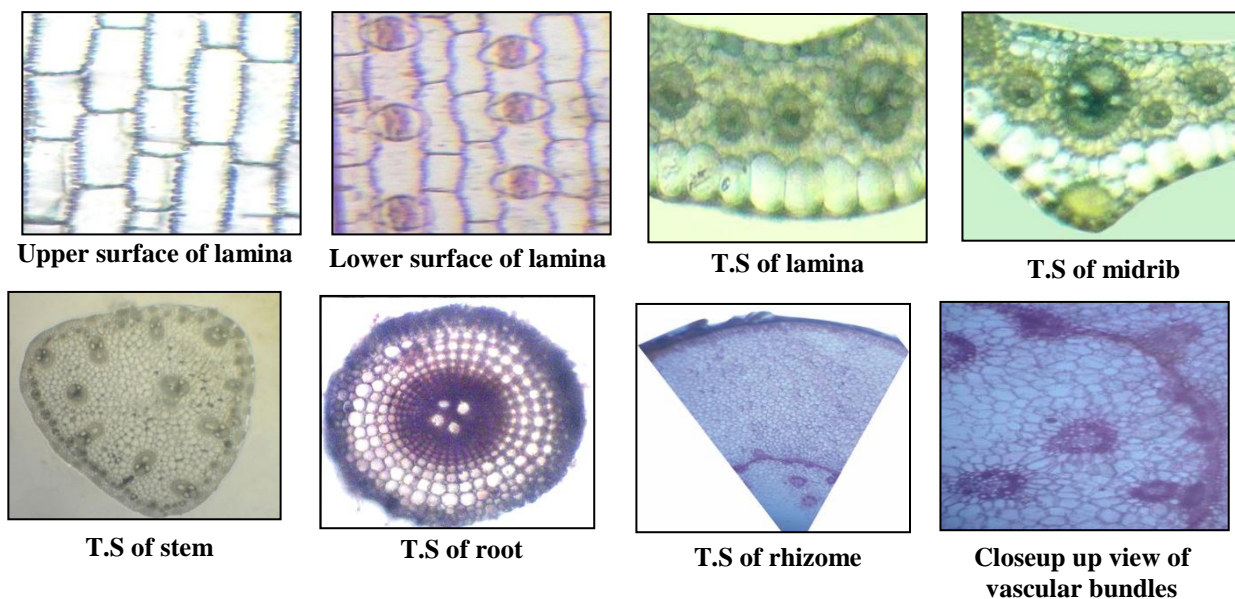 Upper surface of lamina
Lower surface of lamina
T.S of lamina
T.S of midrib
T.S of stem
T.S of root
T.S of rhizome
Closeup up view of
vascular bundles